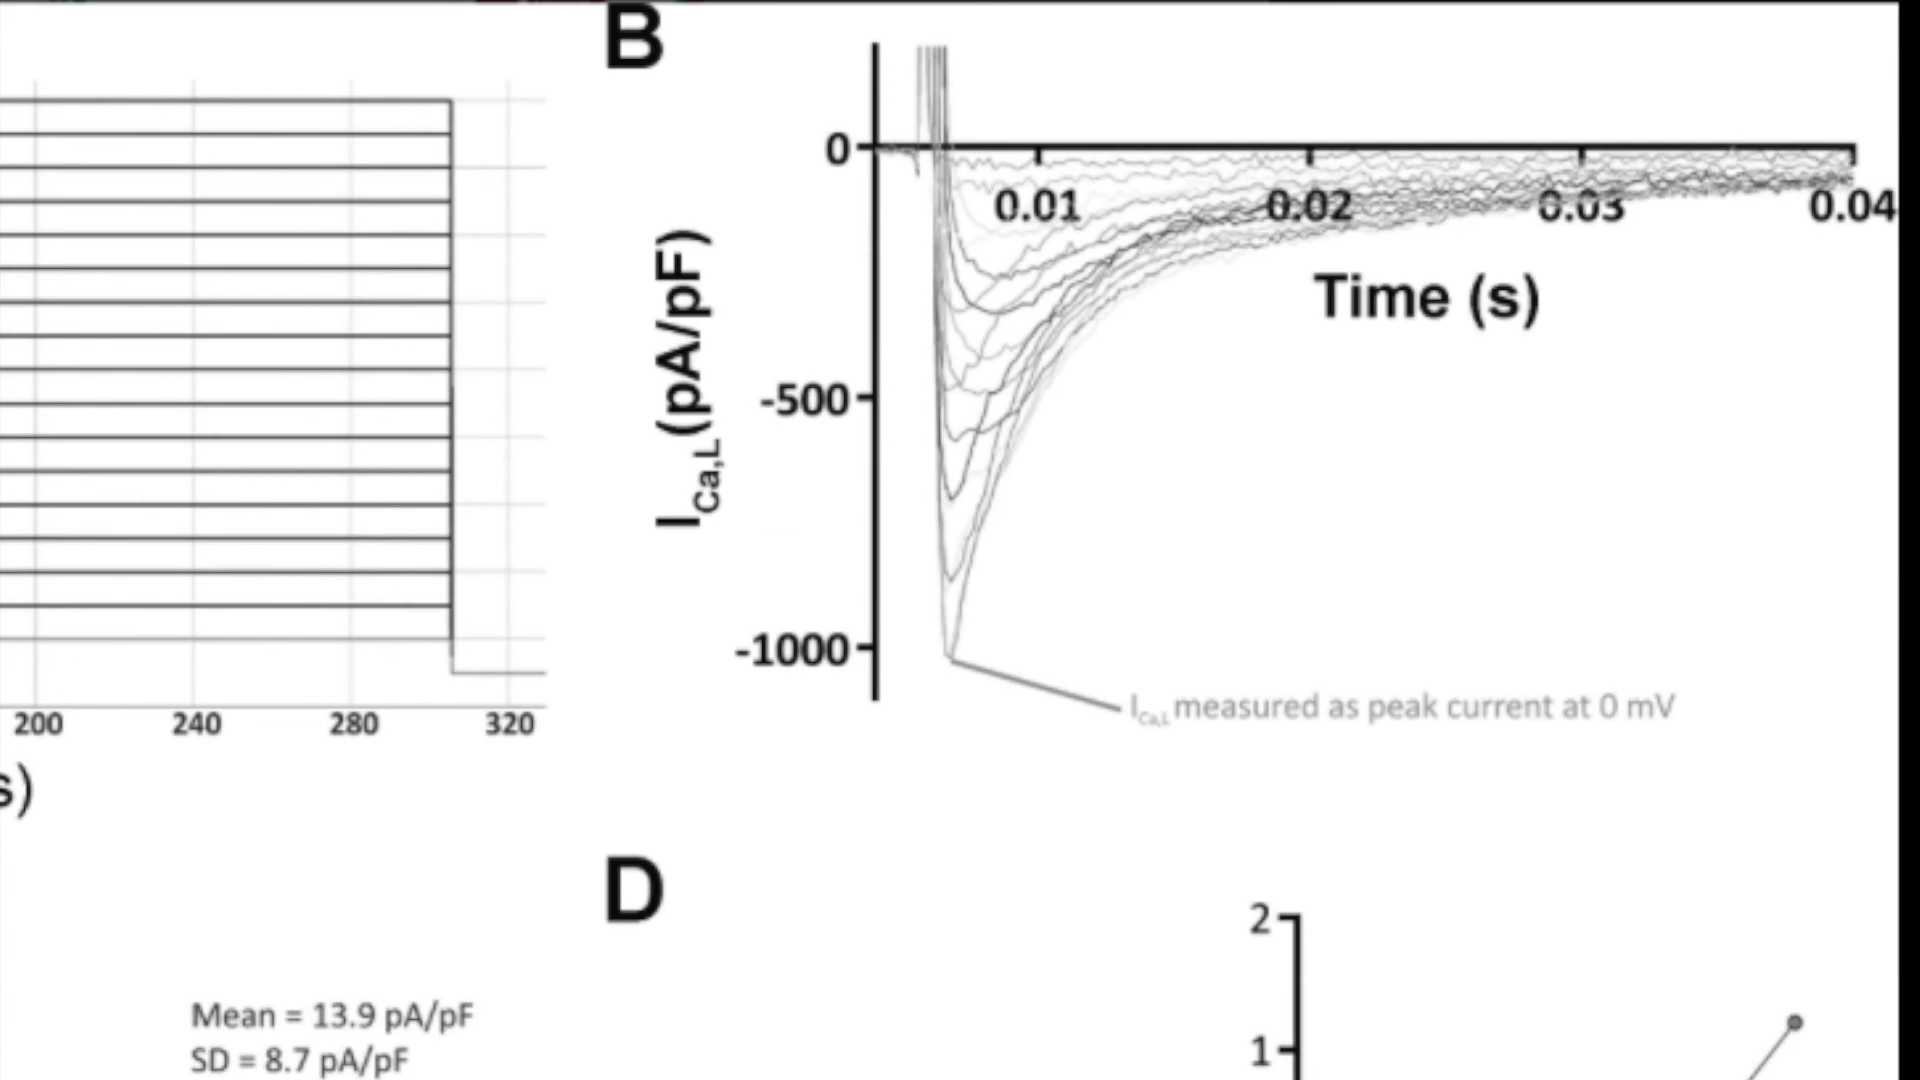 B
0
0.01 0.02 0.03 0.04
Time (s)
I_Ca,L (pA/pF)
-500
-1000
I_Ca,L measured as peak current at 0 mV
200 240 280 320
s)
D
2
1
Mean = 13.9 pA/pF
SD = 8.7 pA/pF